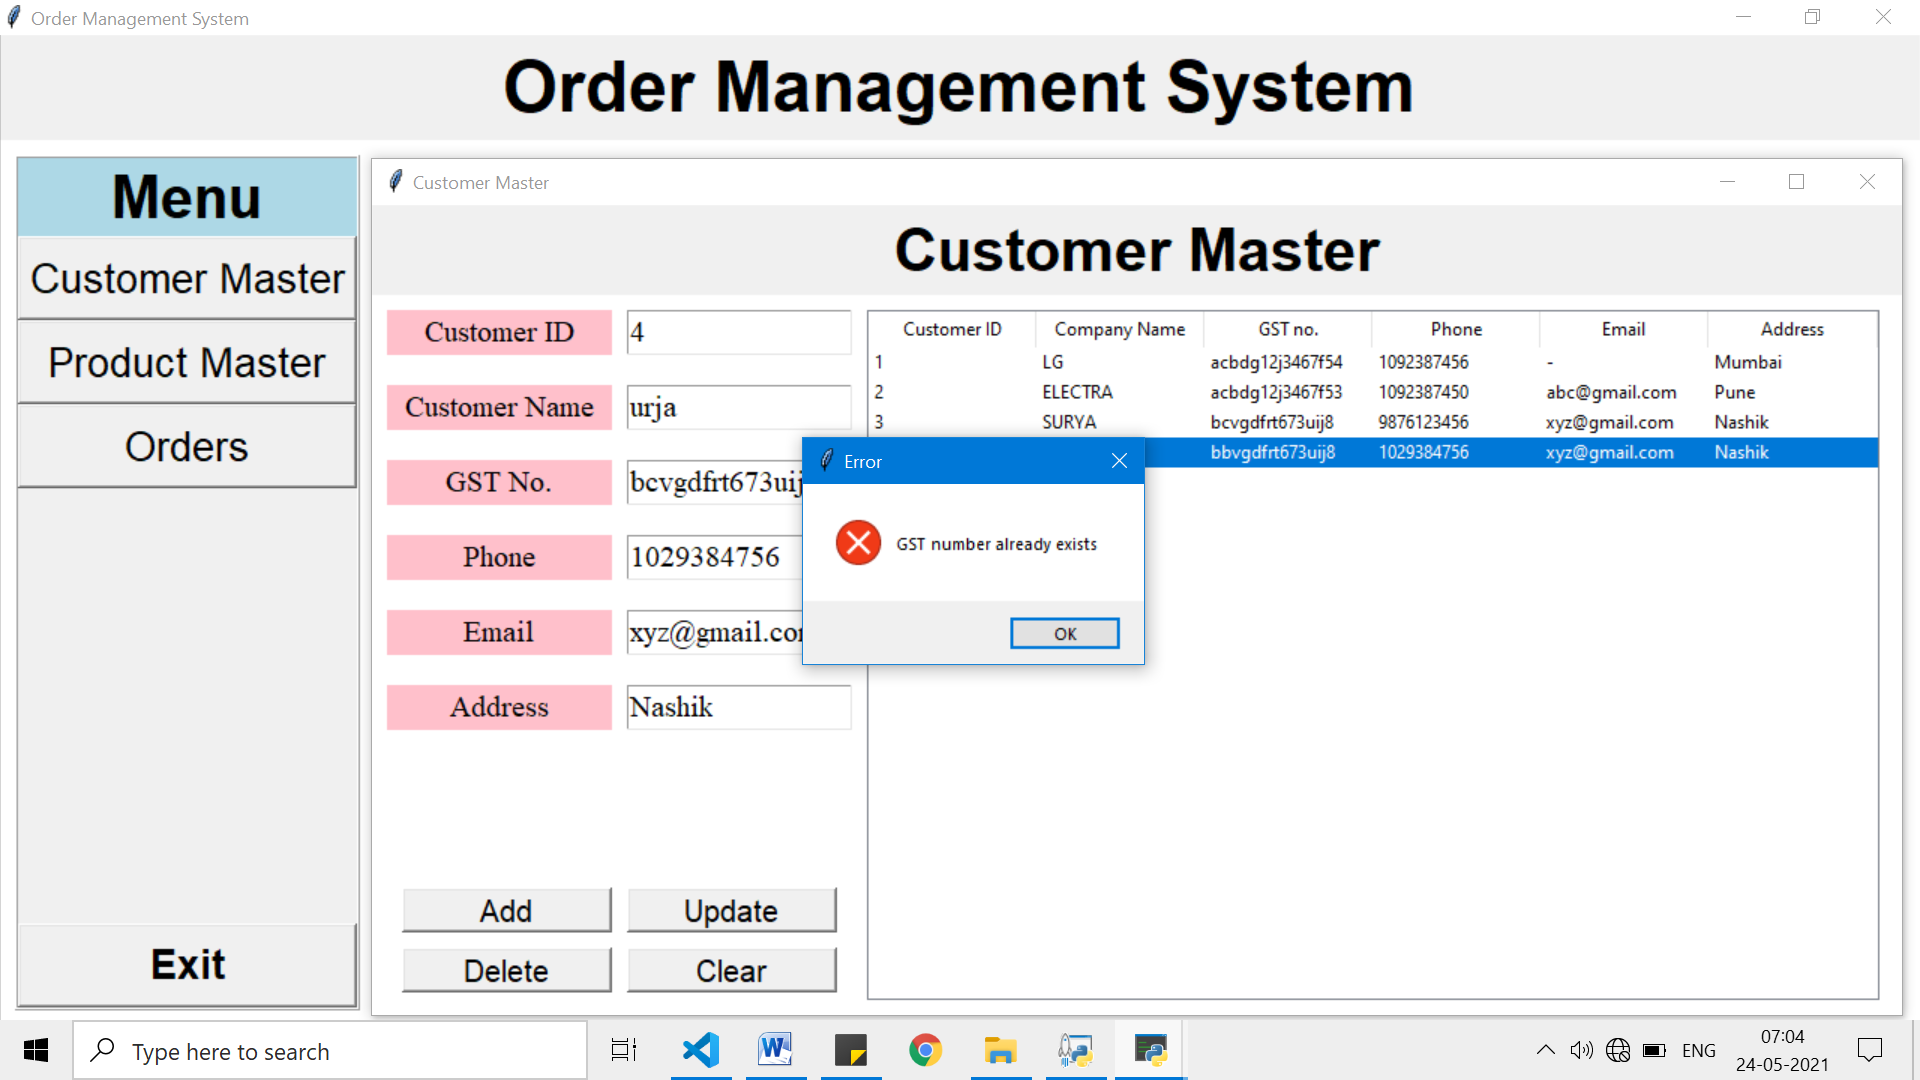 Order Management System
Order Management System
Menu
Customer Master
Product Master
Orders
Exit
Customer Master
Customer Master
Customer ID 4
Customer Name urja
GST No. bcvgdfrt673uij
Phone 1029384756
Email xyz@gmail.co
Address Nashik
Add Update
Delete Clear
Customer ID Company Name GST no. Phone Email Address
1 LG acbdg12j3467f54 1092387456 - Mumbai
2 ELECTRA acbdg12j3467f53 1092387450 abc@gmail.com Pune
3 SURYA bcvgdfrt673uij8 9876123456 xyz@gmail.com Nashik
bbvgdfrt673uij8 1029384756 xyz@gmail.com Nashik
Error
GST number already exists
OK
Type here to search
ENG
07:04
24-05-2021